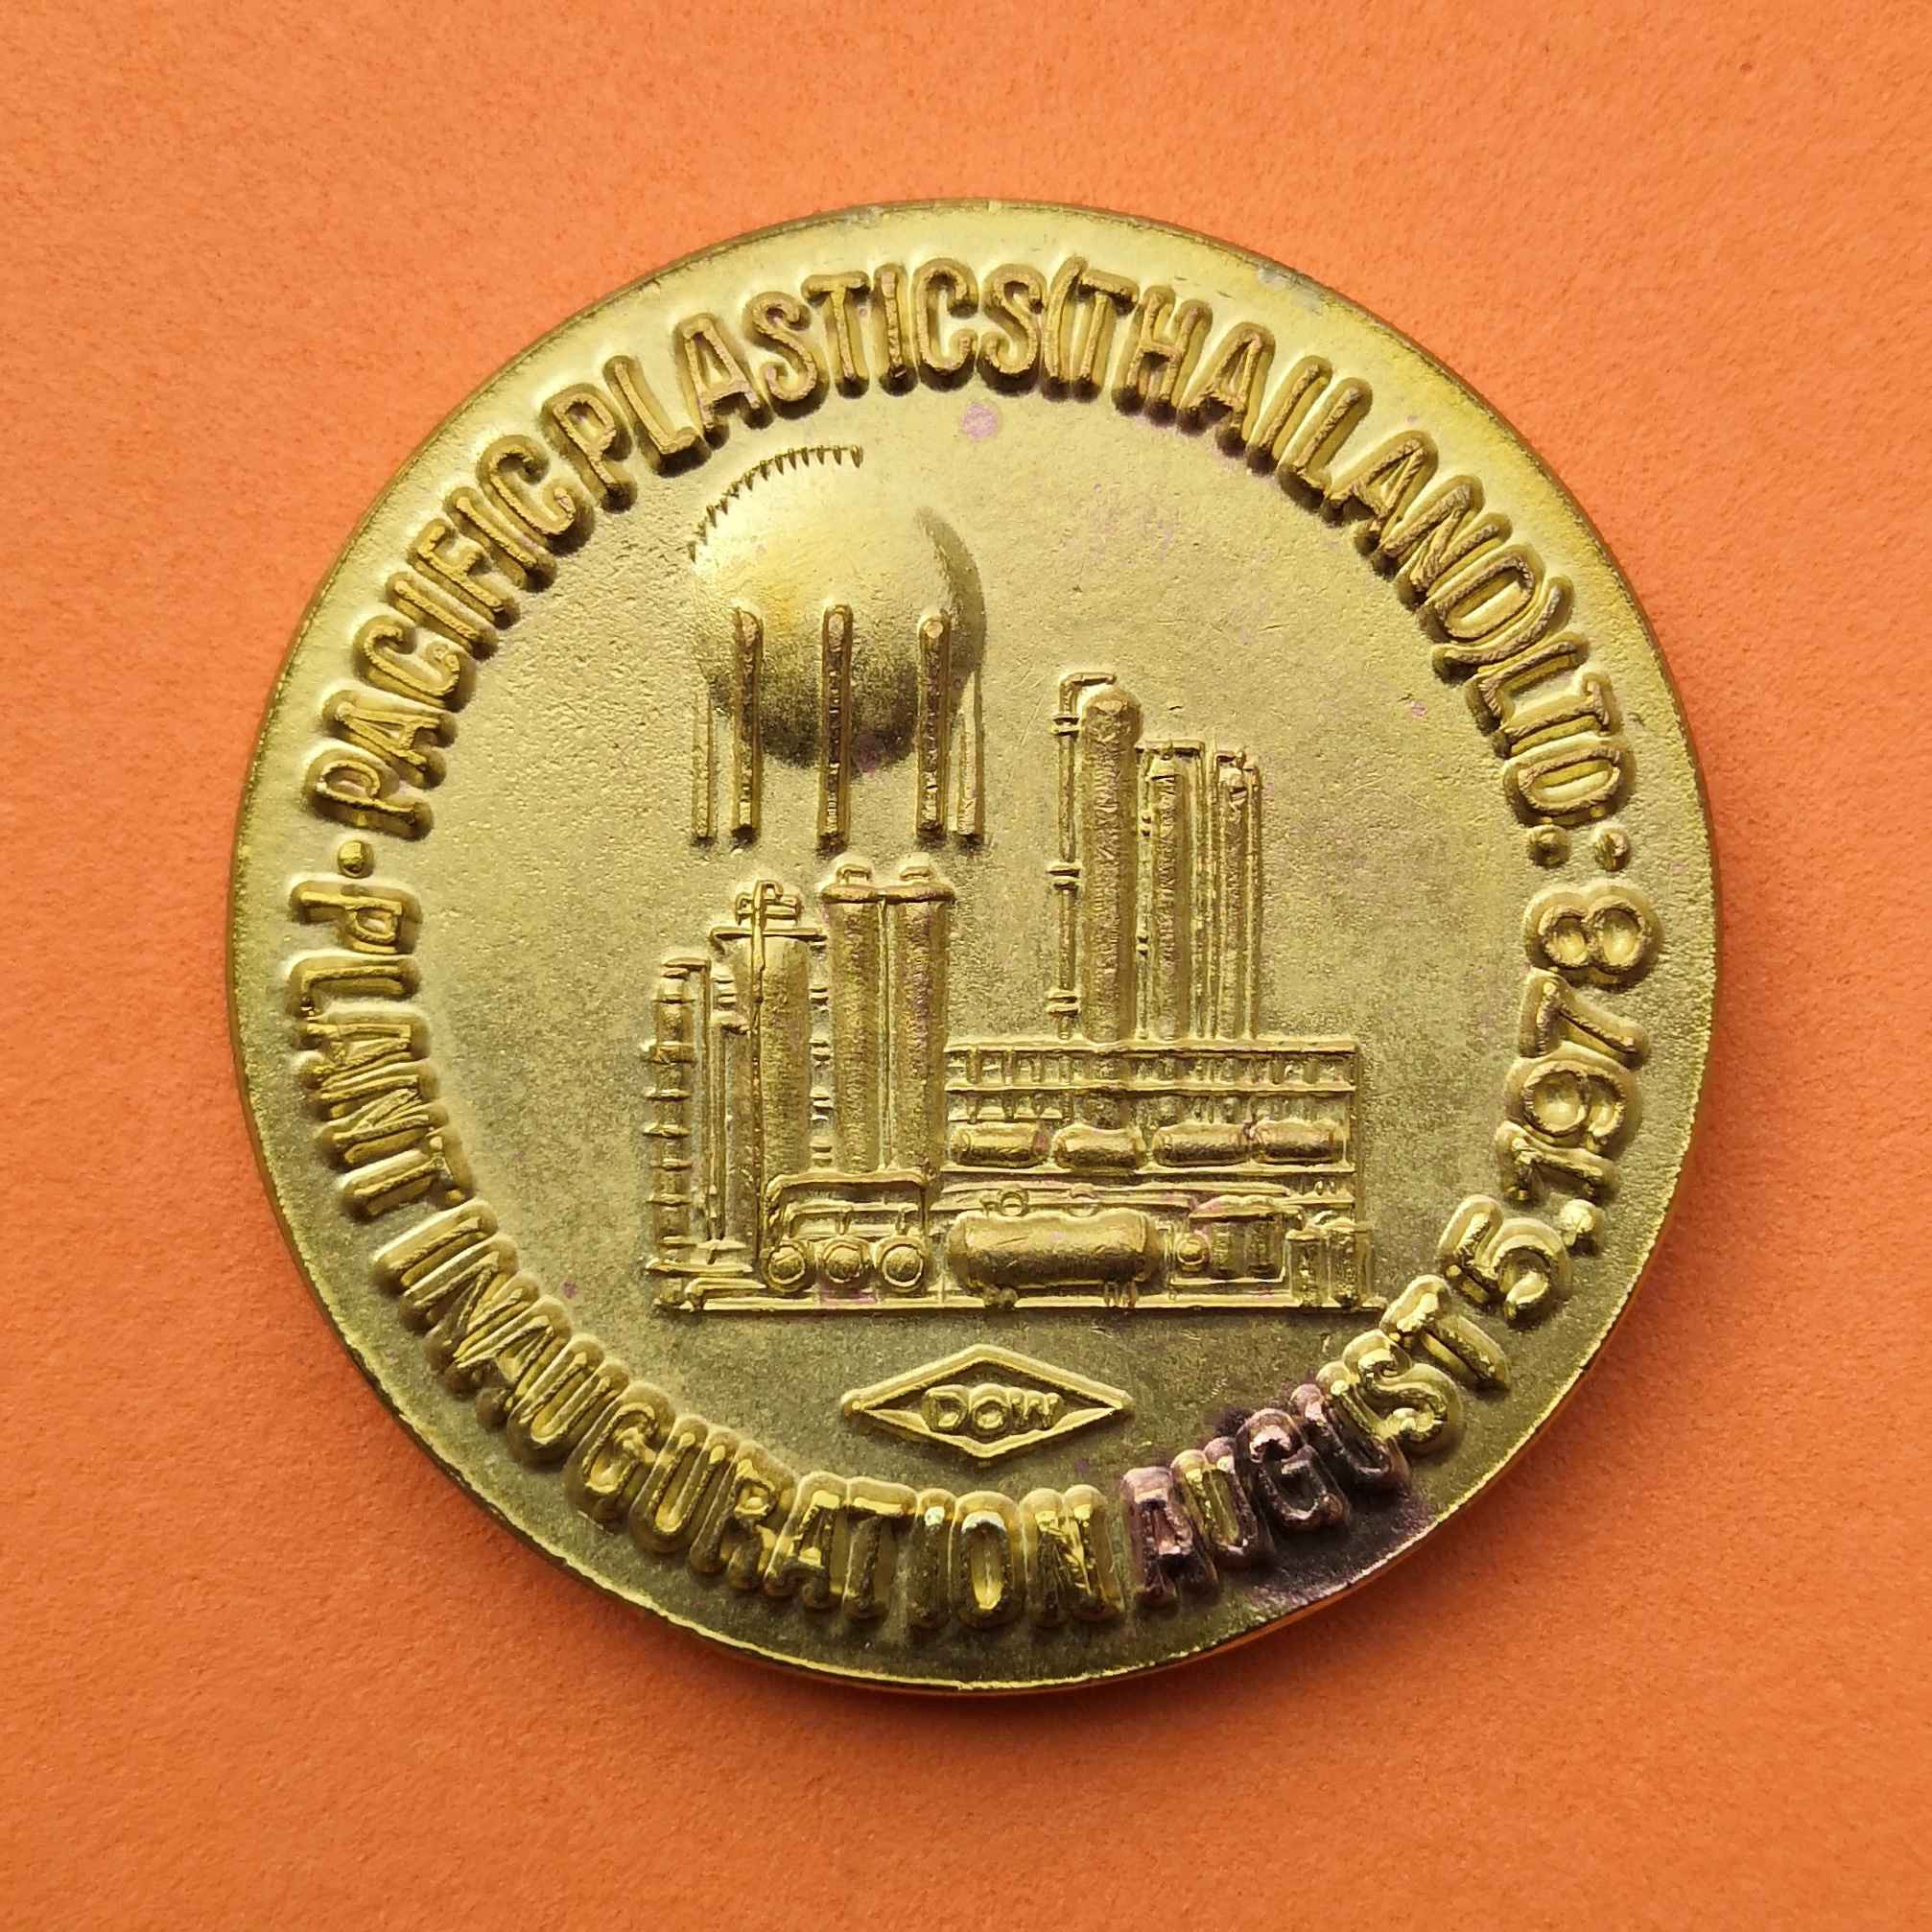 · PACIFIC PLASTICS (THAILAND) LTD. :
PLANT INAUGURATION AUGUST 5, 1978
DOW